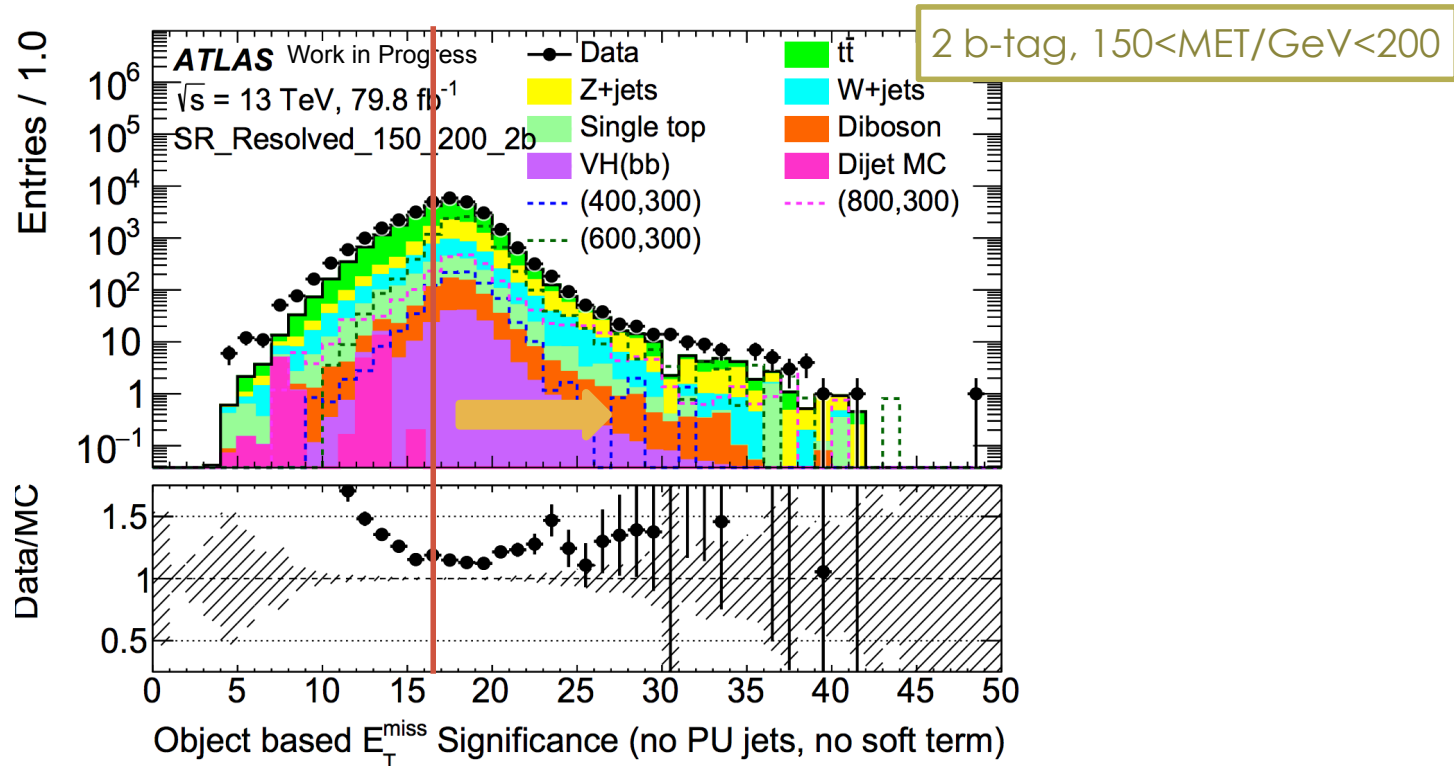 2 b-tag, 150<MET/GeV<200
ATLAS Work in Progress
√s = 13 TeV, 79.8 fb⁻¹
SR_Resolved_150_200_2b
Data
tt̄
Z+jets
W+jets
Single top
Diboson
VH(bb)
Dijet MC
(400,300)
(800,300)
(600,300)
Entries / 1.0
10⁶
10⁵
10⁴
10³
10²
10
1
10⁻¹
Data/MC
1.5
1
0.5
0 5 10 15 20 25 30 35 40 45 50
Object based E_T^miss Significance (no PU jets, no soft term)